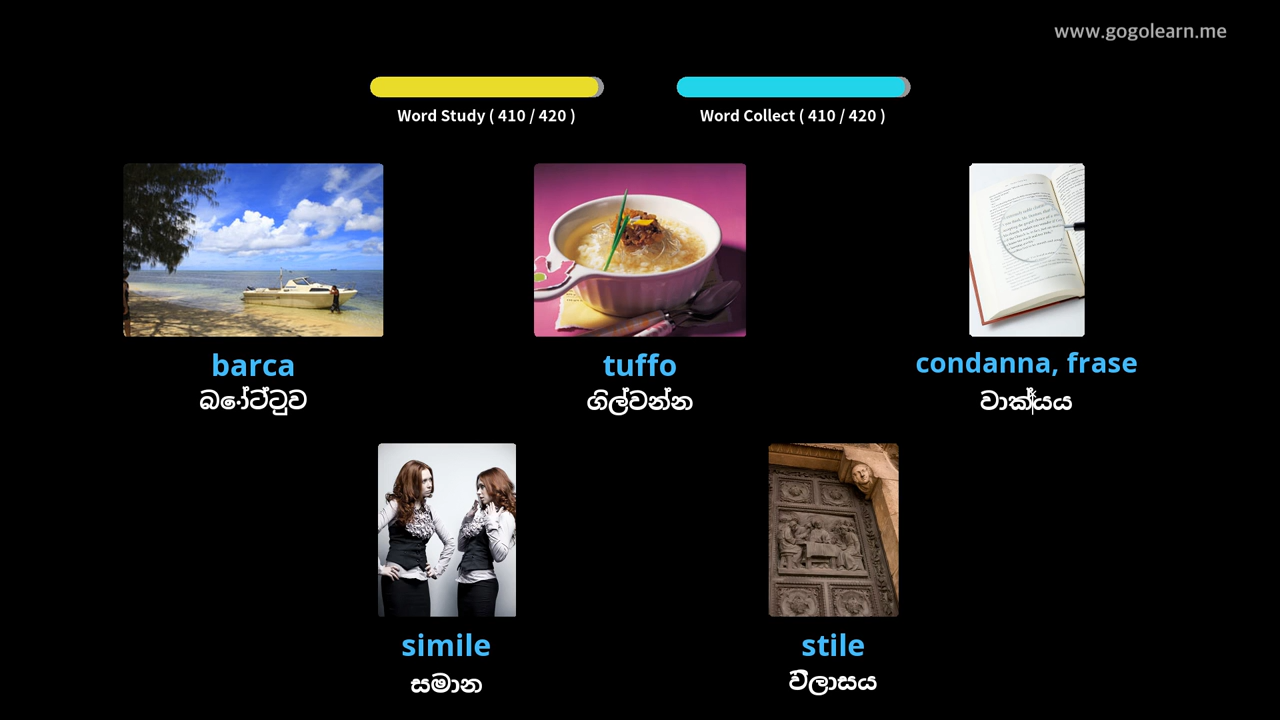 www.gogolearn.me
Word Study ( 410 / 420 )
Word Collect ( 410 / 420 )
barca
බෝට්ටුව
tuffo
ගිල්වන්න
condanna, frase
වාක්‍යය
simile
සමාන
stile
විලාසය